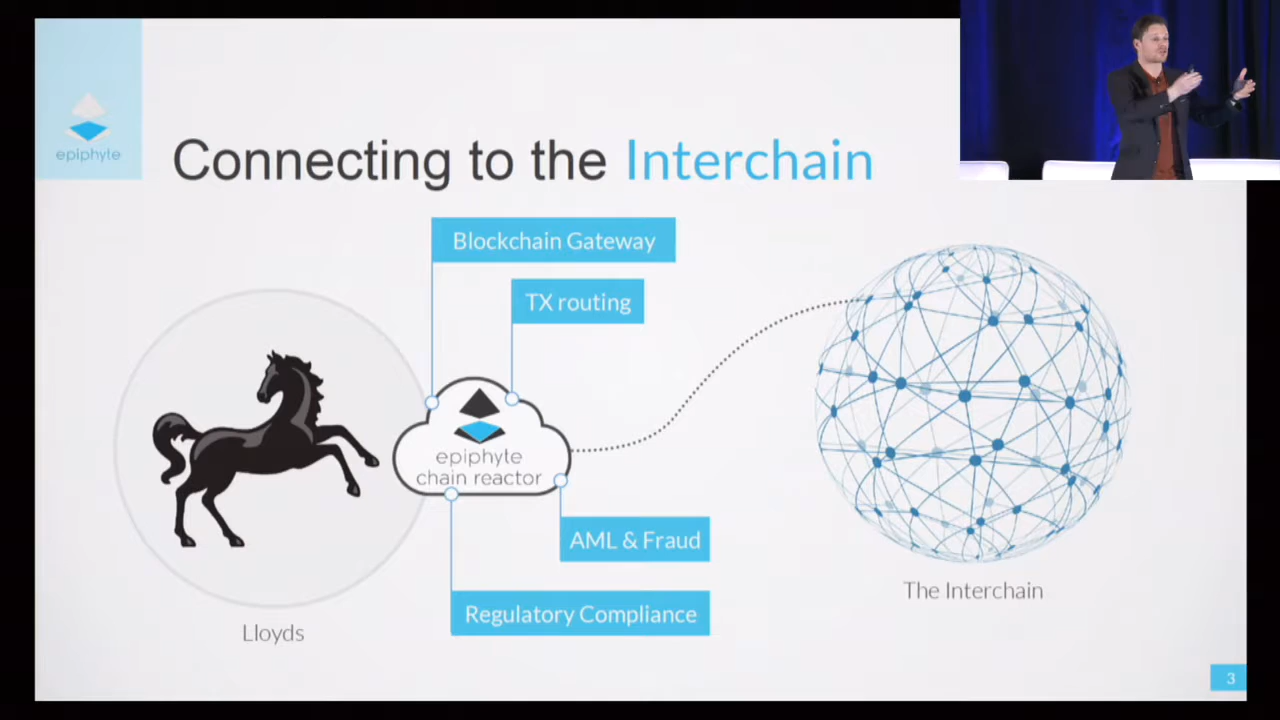 epiphyte
Connecting to the Interchain
Blockchain Gateway
TX routing
epiphyte
chain reactor
AML & Fraud
Regulatory Compliance
Lloyds
The Interchain
3